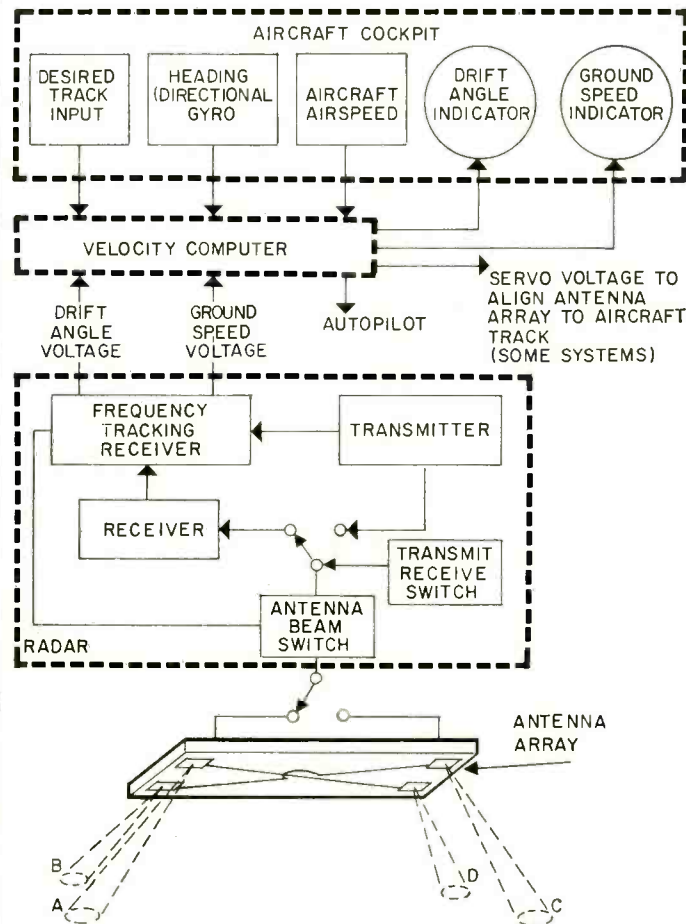 AIRCRAFT COCKPIT
DESIRED
TRACK
INPUT
HEADING
(DIRECTIONAL
GYRO
AIRCRAFT
AIRSPEED
DRIFT
ANGLE
INDICATOR
GROUND
SPEED
INDICATOR
VELOCITY COMPUTER
DRIFT
ANGLE
VOLTAGE
GROUND
SPEED
VOLTAGE
AUTOPILOT
SERVO VOLTAGE TO
ALIGN ANTENNA
ARRAY TO AIRCRAFT
TRACK
(SOME SYSTEMS)
FREQUENCY
TRACKING
RECEIVER
TRANSMITTER
RECEIVER
TRANSMIT
RECEIVE
SWITCH
ANTENNA
BEAM
SWITCH
RADAR
ANTENNA
ARRAY
B
A
D
C